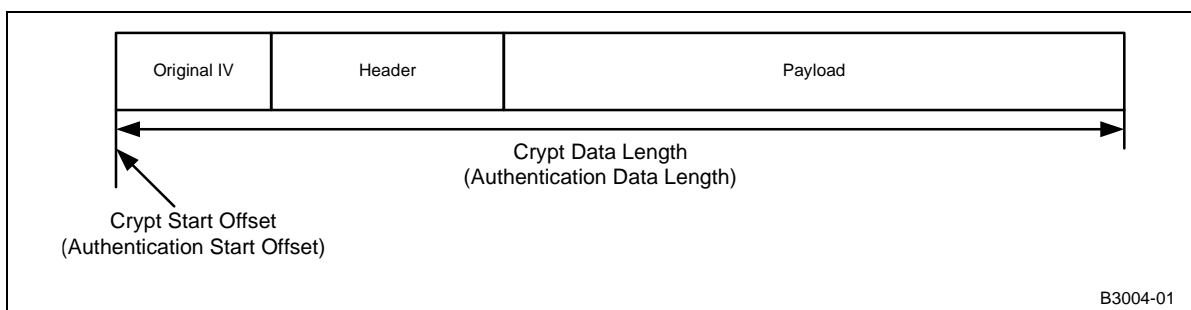 Original IV
Header
Payload
Crypt Data Length
(Authentication Data Length)
Crypt Start Offset
(Authentication Start Offset)
B3004-01